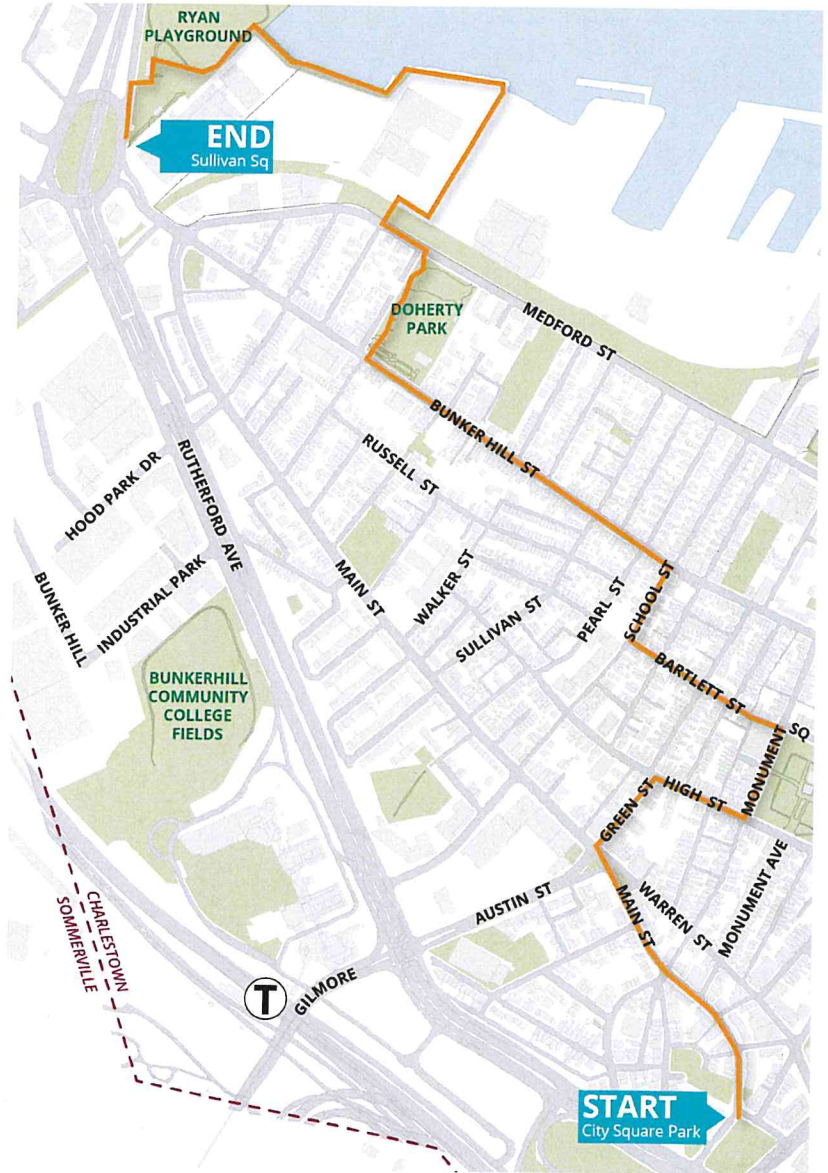 RYAN
PLAYGROUND
END
Sullivan Sq
DOHERTY
PARK
MEDFORD ST
BUNKER HILL ST
RUSSELL ST
HOOD PARK DR
RUTHERFORD AVE
MAIN ST
WALKER ST
SULLIVAN ST
PEARL ST
SCHOOL ST
INDUSTRIAL PARK
BUNKER HILL
BARTLETT ST
MONUMENT SQ
BUNKERHILL
COMMUNITY
COLLEGE
FIELDS
GREEN ST
HIGH ST
AUSTIN ST
MAIN ST
WARREN ST
MONUMENT AVE
CHARLESTOWN
SOMMERVILLE
T
GILMORE
START
City Square Park